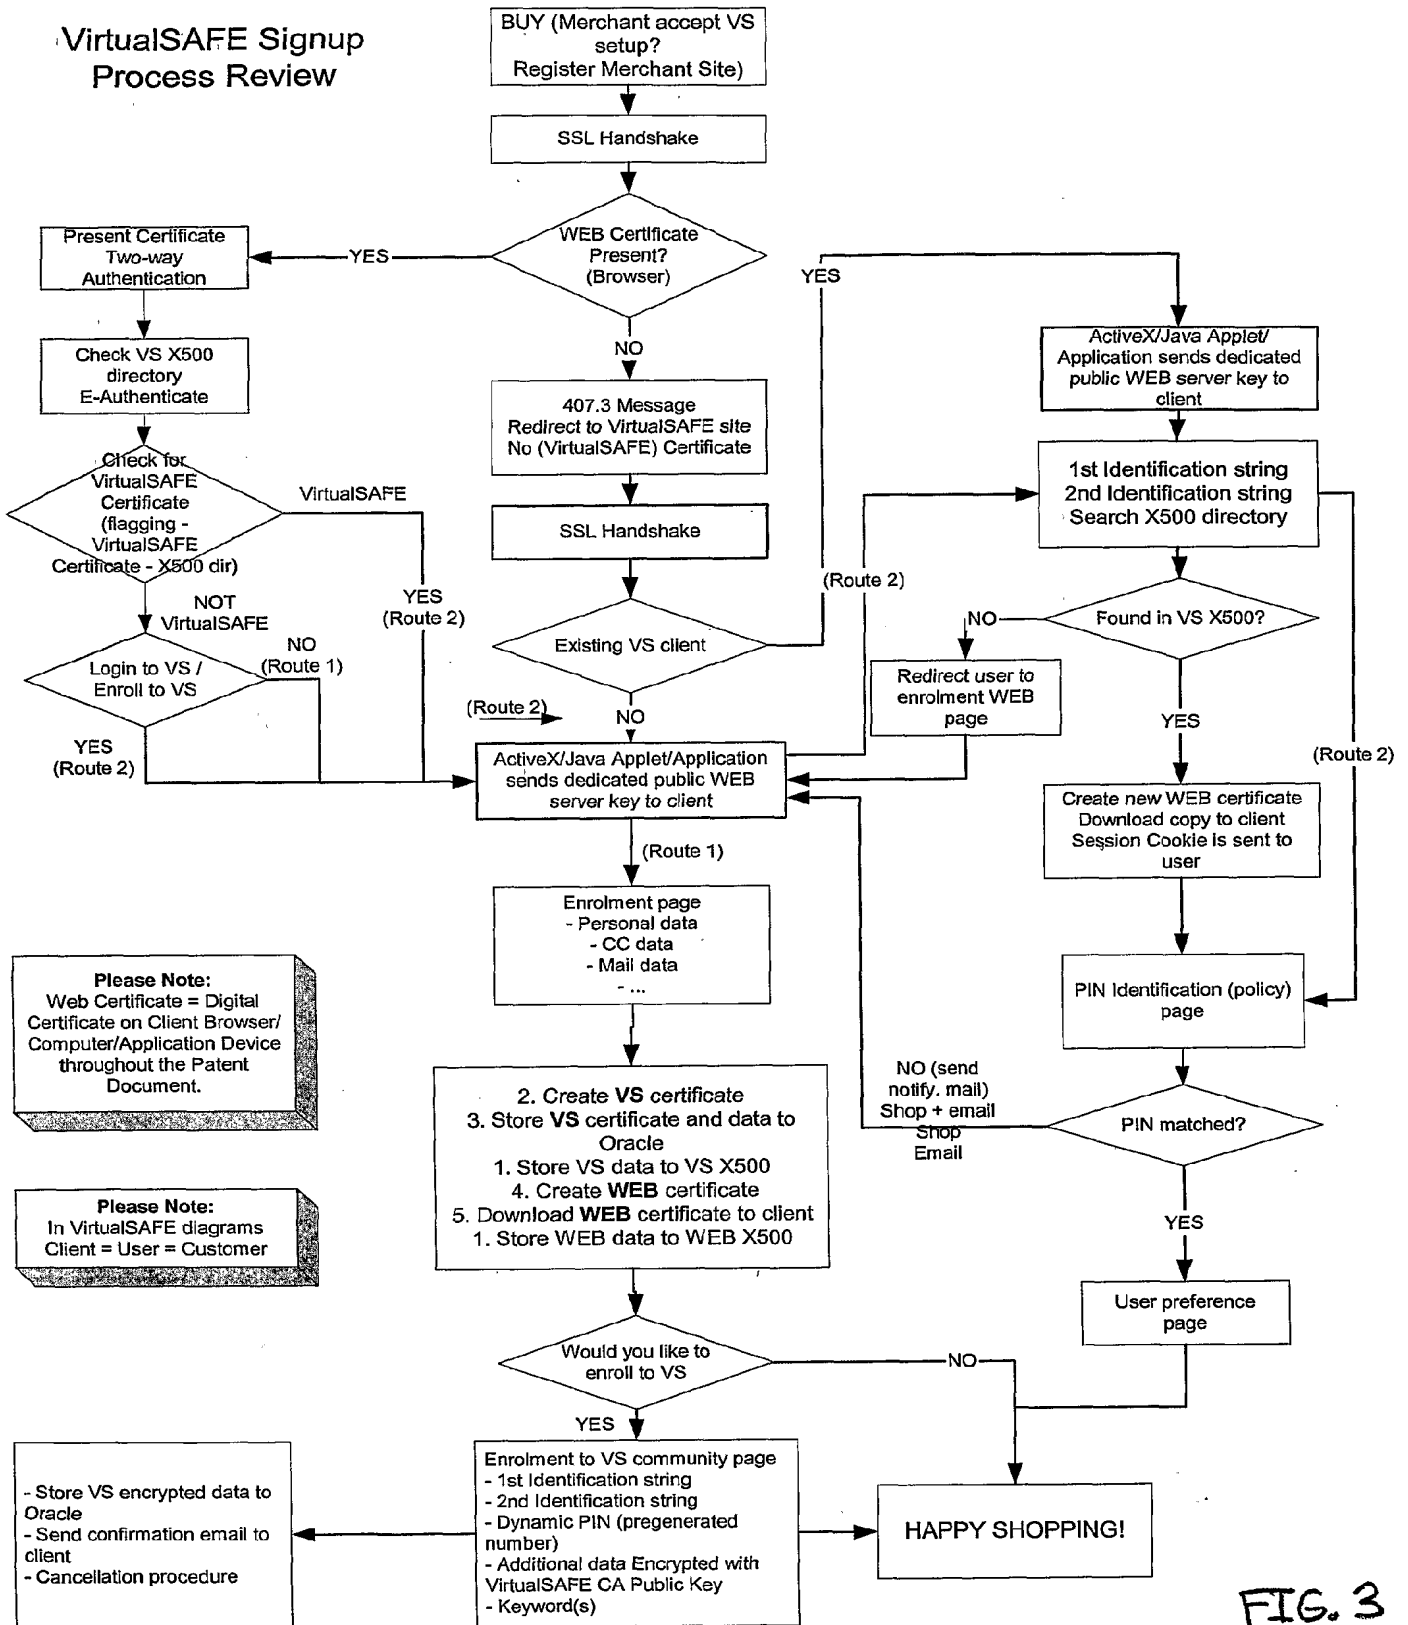 VirtualSAFE Signup
Process Review
BUY (Merchant accept VS
setup?
Register Merchant Site)
SSL Handshake
WEB Certificate
Present?
(Browser)
YES
Present Certificate
Two-way
Authentication
Check VS X500
directory
E-Authenticate
Check for
VirtualSAFE
Certificate
(flagging -
VirtualSAFE
Certificate - X500 dir)
VirtualSAFE
YES
(Route 2)
NOT
VirtualSAFE
Login to VS /
Enroll to VS
NO
(Route 1)
YES
(Route 2)
NO
407.3 Message
Redirect to VirtualSAFE site
No (VirtualSAFE) Certificate
SSL Handshake
Existing VS client
YES
NO
(Route 2)
ActiveX/Java Applet/Application
sends dedicated public WEB
server key to client
(Route 2)
(Route 1)
ActiveX/Java Applet/
Application sends dedicated
public WEB server key to
client
1st Identification string
2nd Identification string
Search X500 directory
Found in VS X500?
NO
Redirect user to
enrolment WEB
page
YES
(Route 2)
Create new WEB certificate
Download copy to client
Session Cookie is sent to
user
PIN Identification (policy)
page
PIN matched?
NO (send
notify. mail)
Shop + email
Shop
Email
YES
User preference
page
Enrolment page
- Personal data
- CC data
- Mail data
- ...
2. Create VS certificate
3. Store VS certificate and data to
Oracle
1. Store VS data to VS X500
4. Create WEB certificate
5. Download WEB certificate to client
1. Store WEB data to WEB X500
Please Note:
Web Certificate = Digital
Certificate on Client Browser/
Computer/Application Device
throughout the Patent
Document.
Please Note:
In VirtualSAFE diagrams
Client = User = Customer
Would you like to
enroll to VS
NO
YES
Enrolment to VS community page
- 1st Identification string
- 2nd Identification string
- Dynamic PIN (pregenerated
number)
- Additional data Encrypted with
VirtualSAFE CA Public Key
- Keyword(s)
- Store VS encrypted data to
Oracle
- Send confirmation email to
client
- Cancellation procedure
HAPPY SHOPPING!
FIG. 3